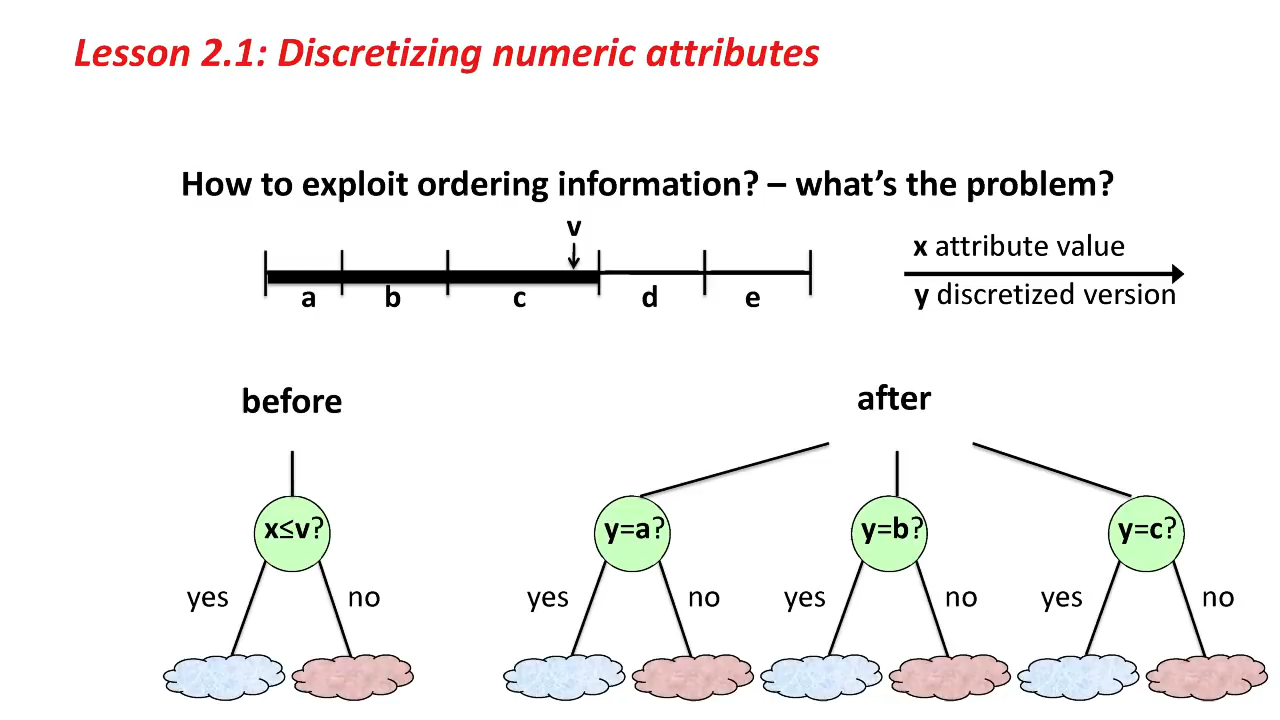 Lesson 2.1: Discretizing numeric attributes
How to exploit ordering information? – what's the problem?
v
a b c d e
x attribute value
y discretized version
before
after
x≤v?
y=a?
y=b?
y=c?
yes no yes no yes no yes no